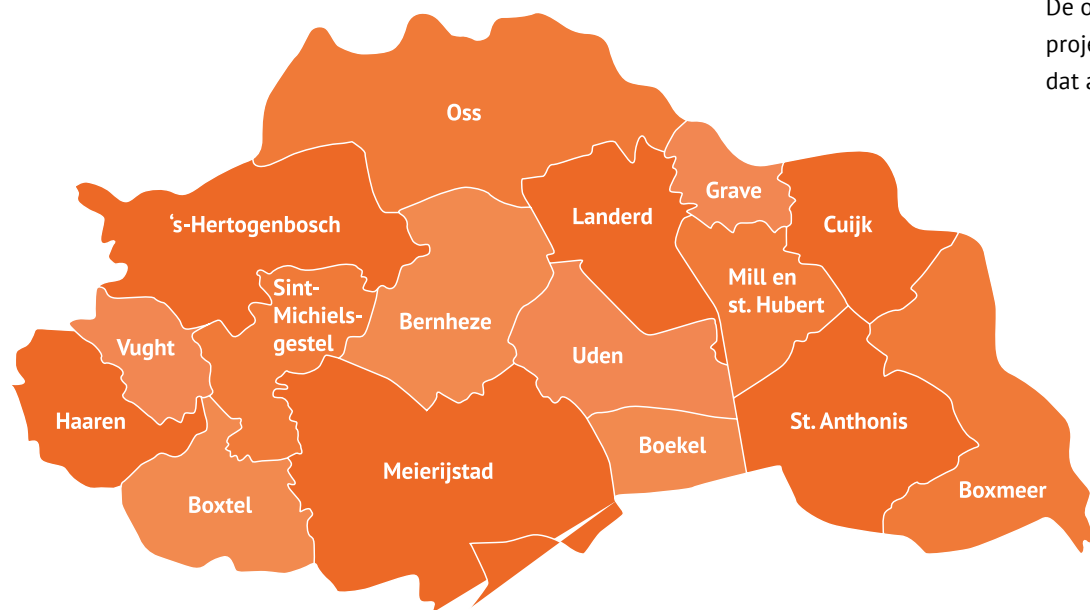 De o
proje
dat a
Oss
Grave
Landerd
‘s-Hertogenbosch
Cuijk
Mill en
st. Hubert
Sint-
Michiels-
gestel
Bernheze
Vught
Uden
Haaren
St. Anthonis
Boekel
Meierijstad
Boxmeer
Boxtel